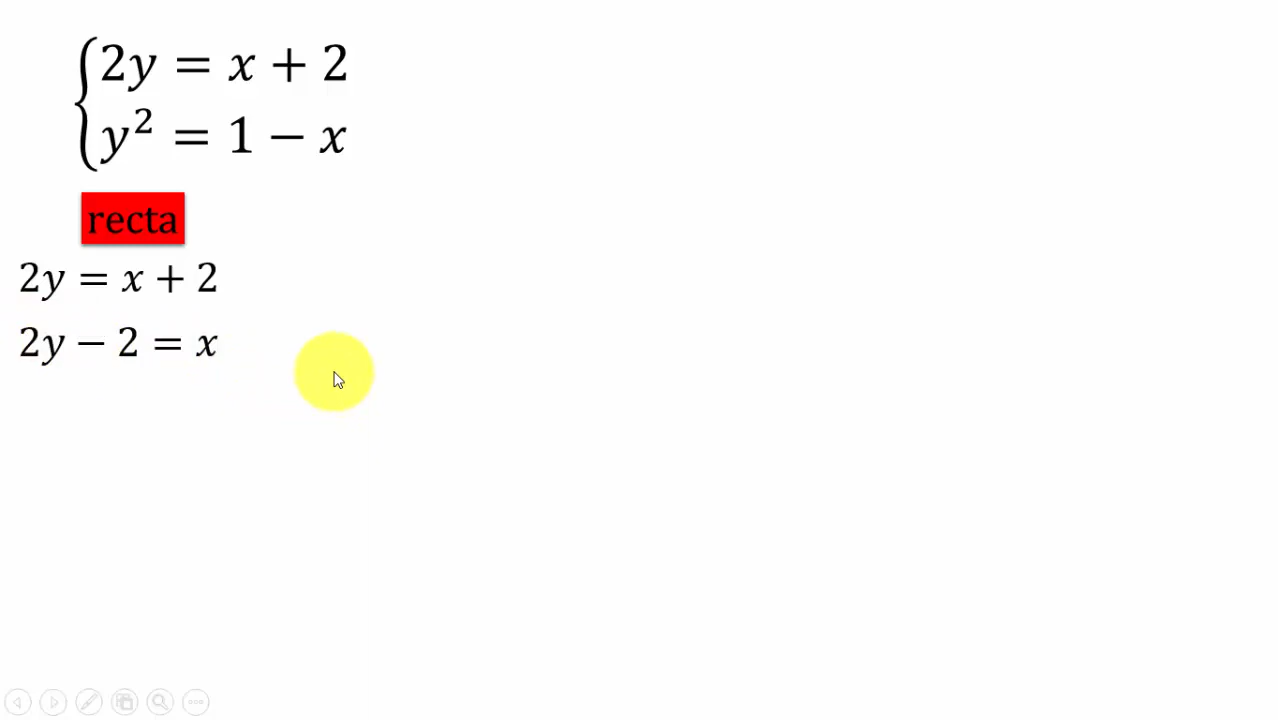 2y = x + 2
y² = 1 − x
recta
2y = x + 2
2y − 2 = x